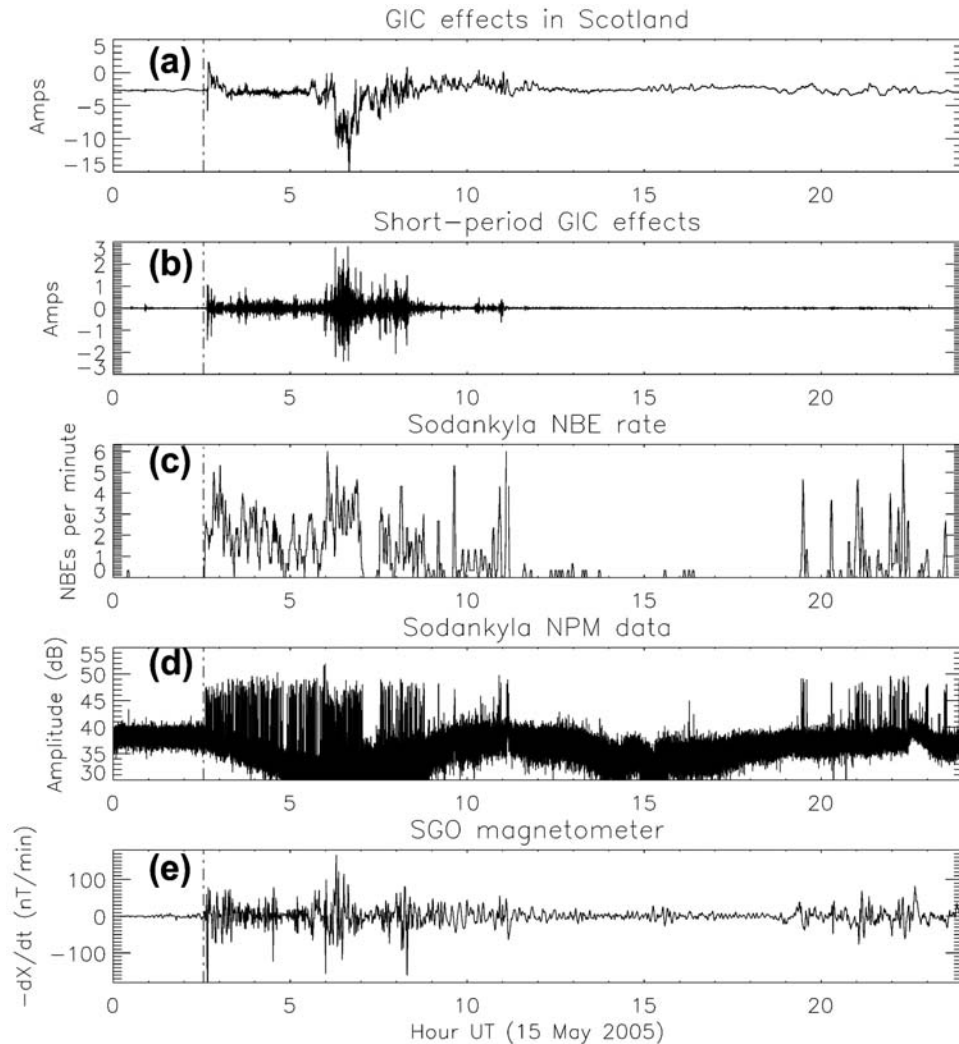 GIC effects in Scotland
(a)
Amps
5
0
−5
−10
−15
0 5 10 15 20
Short−period GIC effects
(b)
Amps
3
2
1
0
−1
−2
−3
0 5 10 15 20
Sodankyla NBE rate
(c)
NBEs per minute
6
5
4
3
2
1
0
0 5 10 15 20
Sodankyla NPM data
(d)
Amplitude (dB)
55
50
45
40
35
30
0 5 10 15 20
SGO magnetometer
(e)
−dX/dt (nT/min)
100
0
−100
0 5 10 15 20
Hour UT (15 May 2005)